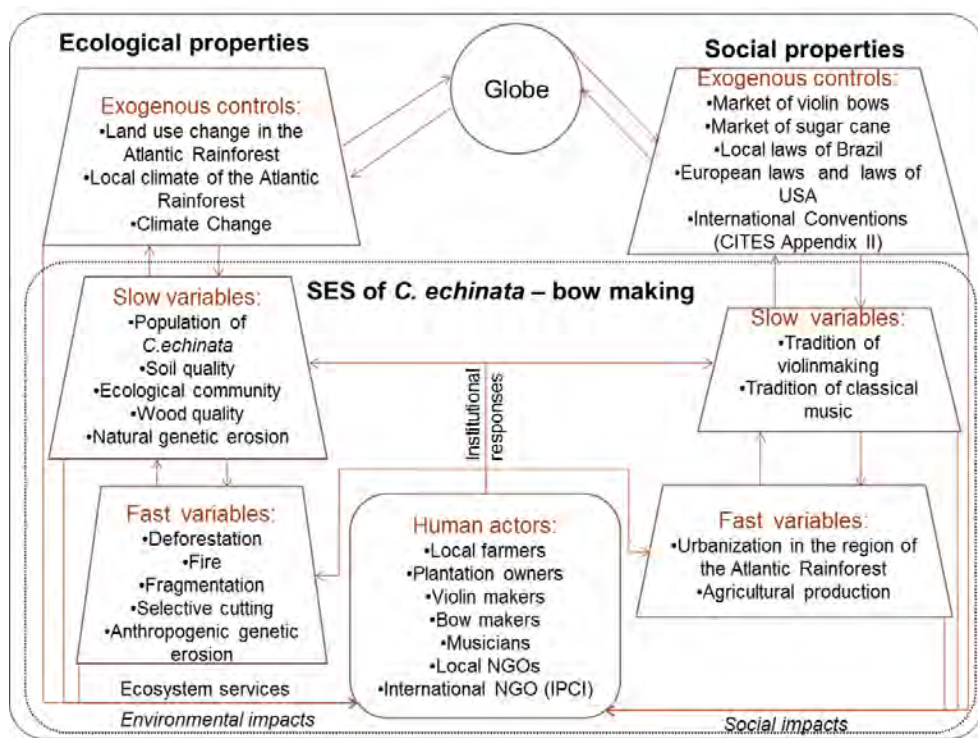 Ecological properties
Globe
Social properties
Exogenous controls:
•Land use change in the
Atlantic Rainforest
•Local climate of the Atlantic
Rainforest
•Climate Change
Exogenous controls:
•Market of violin bows
•Market of sugar cane
•Local laws of Brazil
•European laws and laws of
USA
•International Conventions
(CITES Appendix II)
SES of C. echinata – bow making
Slow variables:
•Population of
C.echinata
•Soil quality
•Ecological community
•Wood quality
•Natural genetic erosion
Slow variables:
•Tradition of
violinmaking
•Tradition of classical
music
Institutional
responses
Fast variables:
•Deforestation
•Fire
•Fragmentation
•Selective cutting
•Anthropogenic genetic
erosion
Human actors:
•Local farmers
•Plantation owners
•Violin makers
•Bow makers
•Musicians
•Local NGOs
•International NGO (IPCI)
Fast variables:
•Urbanization in the region of
the Atlantic Rainforest
•Agricultural production
Ecosystem services
Environmental impacts
Social impacts